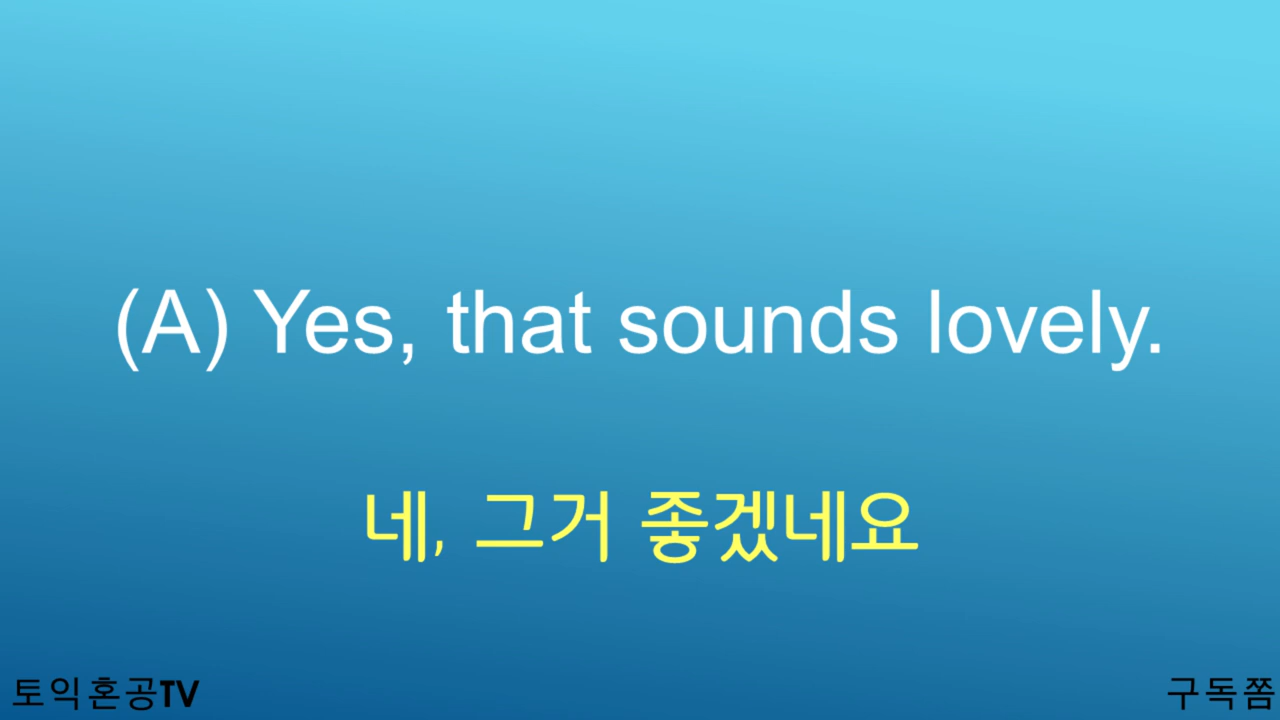 (A) Yes, that sounds lovely.
네, 그거 좋겠네요
토익혼공TV
구독쫌